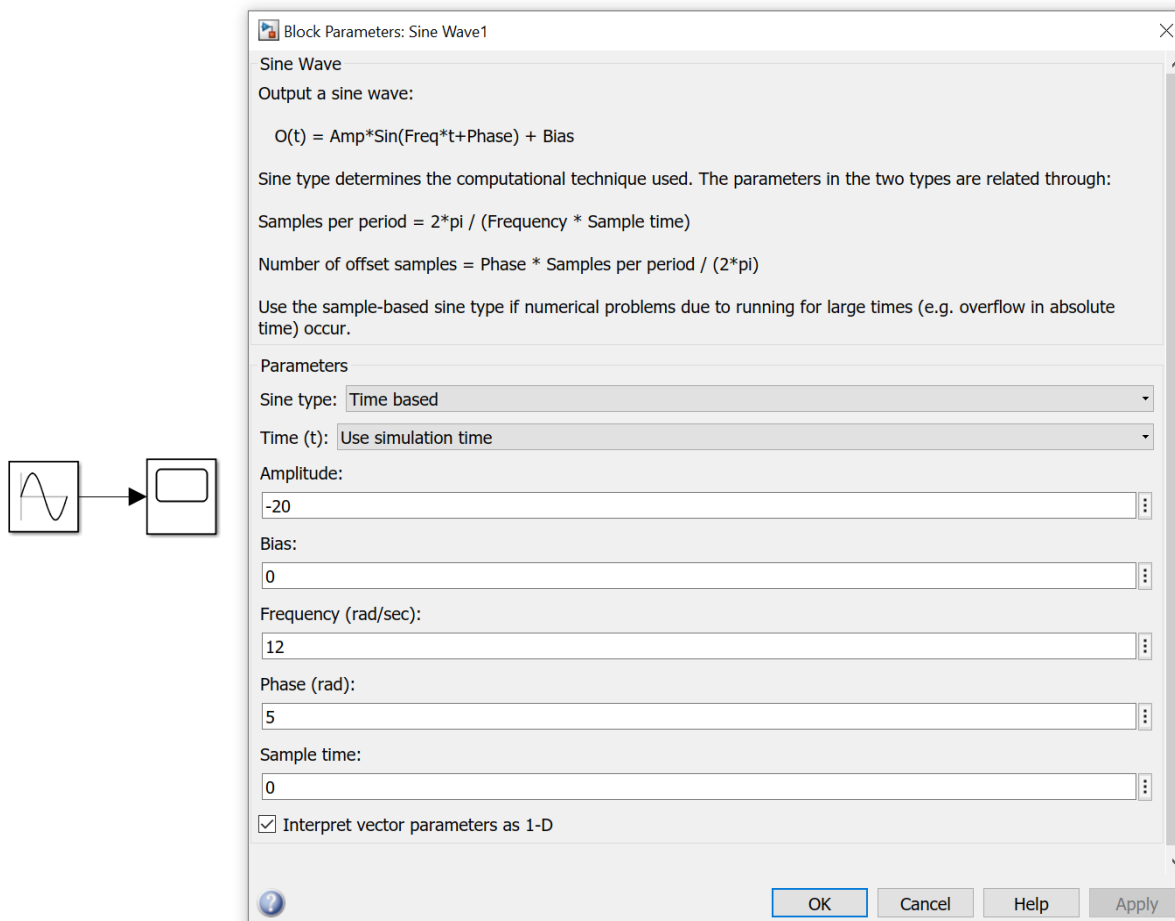 Block Parameters: Sine Wave1
Sine Wave
Output a sine wave:
O(t) = Amp*Sin(Freq*t+Phase) + Bias
Sine type determines the computational technique used. The parameters in the two types are related through:
Samples per period = 2*pi / (Frequency * Sample time)
Number of offset samples = Phase * Samples per period / (2*pi)
Use the sample-based sine type if numerical problems due to running for large times (e.g. overflow in absolute
time) occur.
Parameters
Sine type: Time based
Time (t): Use simulation time
Amplitude:
-20
Bias:
0
Frequency (rad/sec):
12
Phase (rad):
5
Sample time:
0
Interpret vector parameters as 1-D
OK Cancel Help Apply